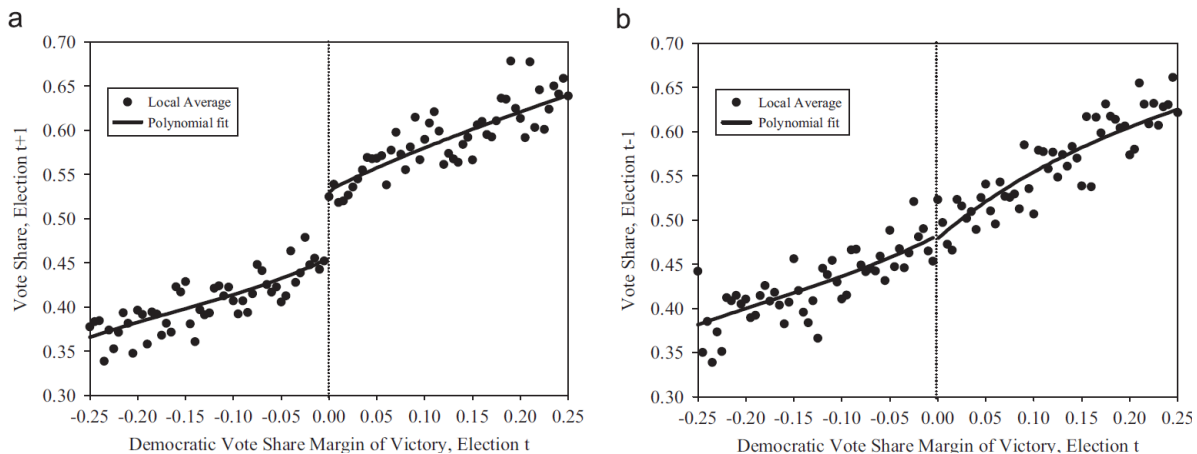 a
Vote Share, Election t+1
0.70
0.65
0.60
0.55
0.50
0.45
0.40
0.35
0.30
Local Average
Polynomial fit
-0.25 -0.20 -0.15 -0.10 -0.05 0.00 0.05 0.10 0.15 0.20 0.25
Democratic Vote Share Margin of Victory, Election t
b
Vote Share, Election t-1
0.70
0.65
0.60
0.55
0.50
0.45
0.40
0.35
0.30
Local Average
Polynomial fit
-0.25 -0.20 -0.15 -0.10 -0.05 0.00 0.05 0.10 0.15 0.20 0.25
Democratic Vote Share Margin of Victory, Election t